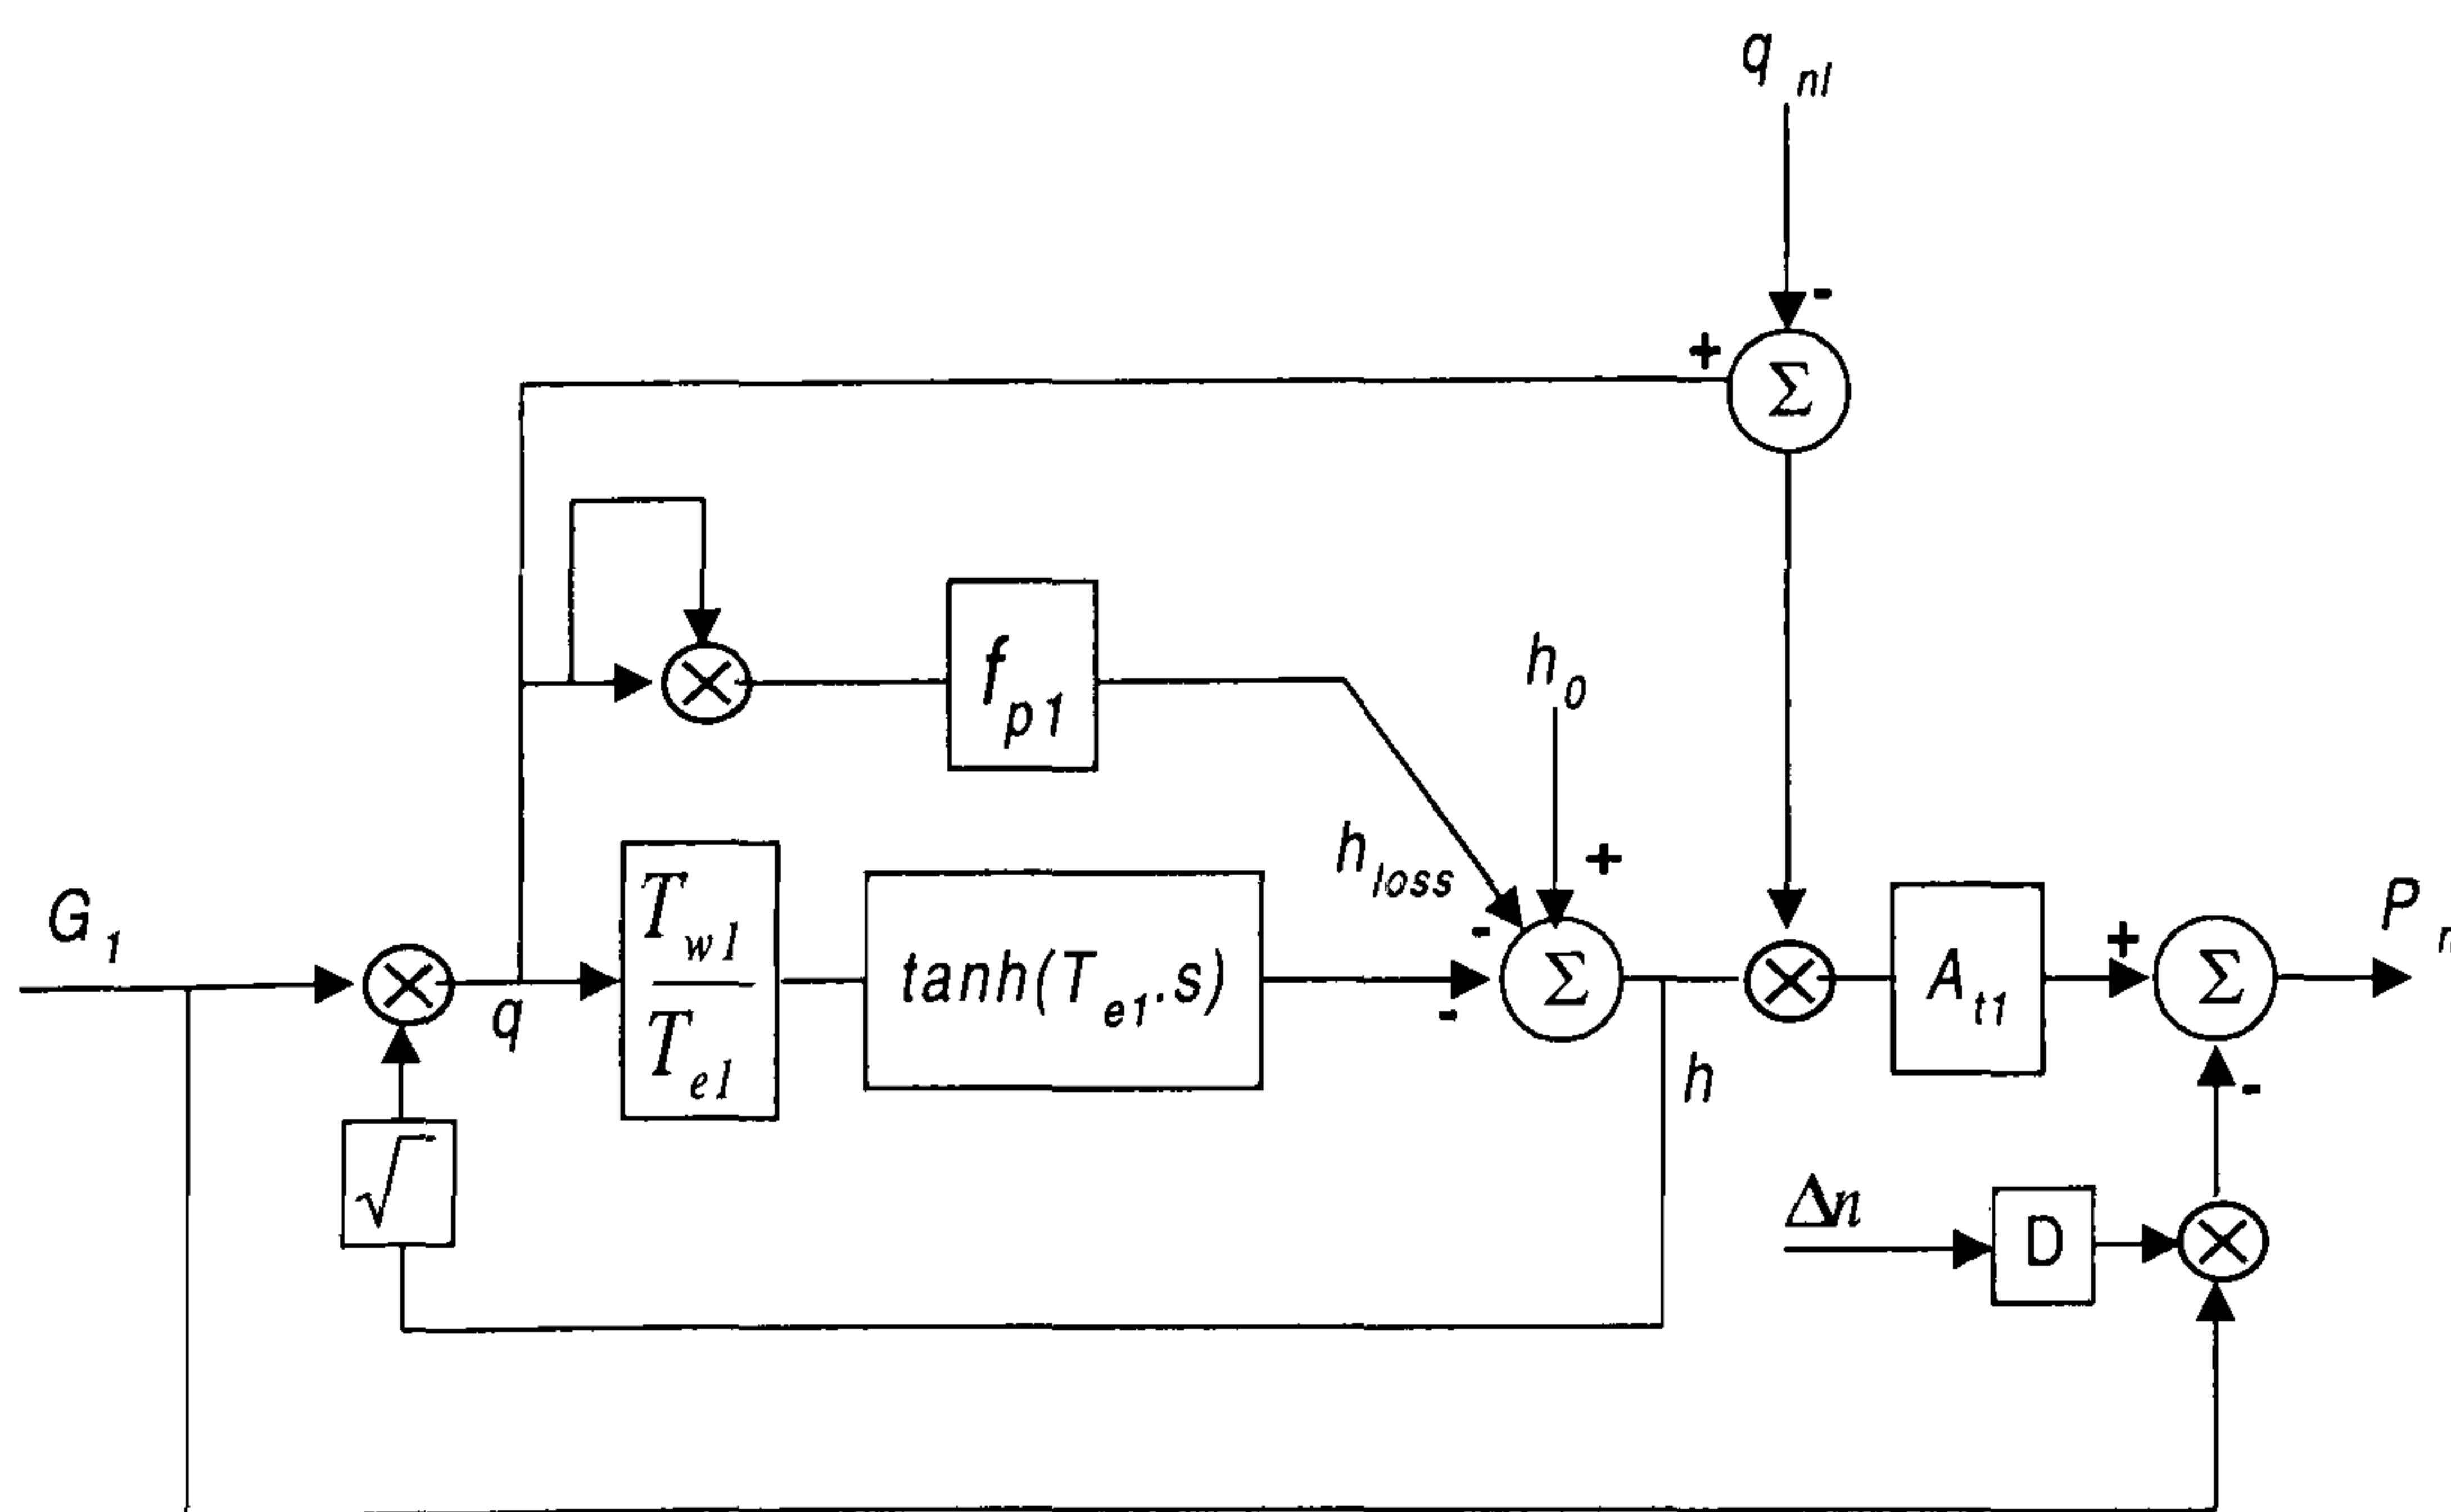 q nl
-
+
Σ
f p1
h 0
h loss
+
-
G 1
q
T w1
T e1
tanh(T e1.s)
-
Σ
h
A t1
+
Σ
P
√
-
Δn
D